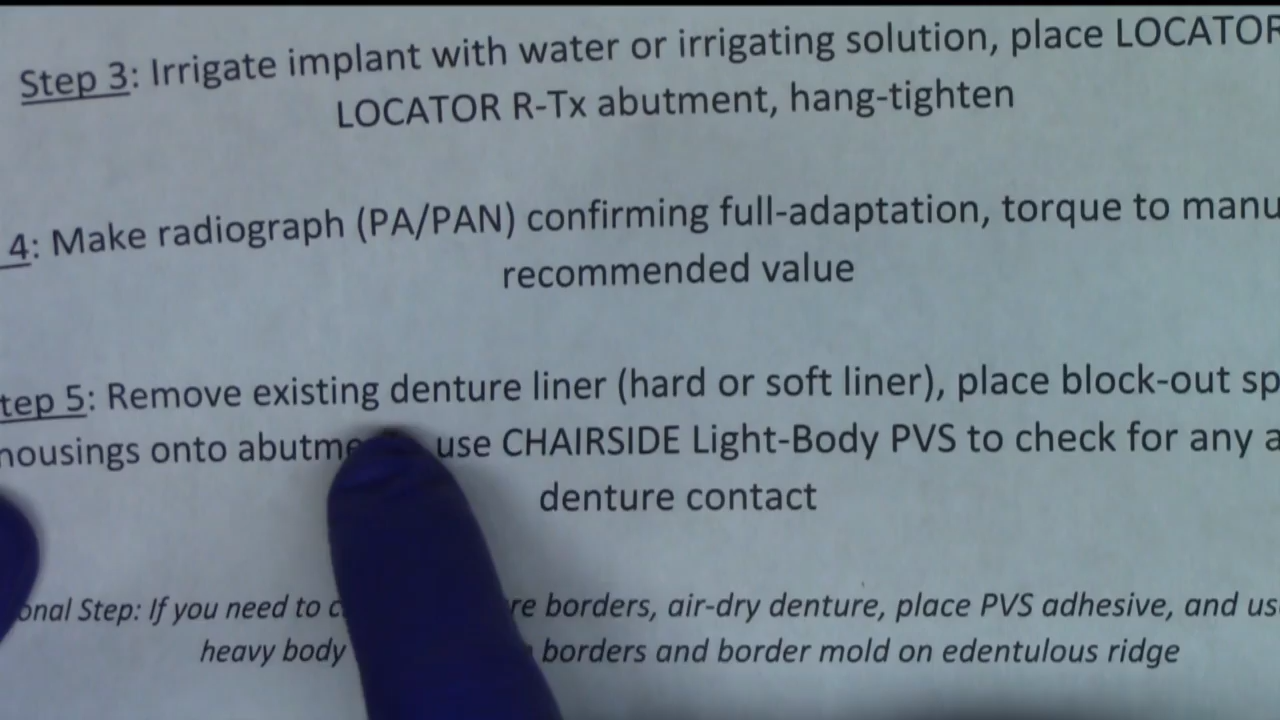 Step 3: Irrigate implant with water or irrigating solution, place LOCATOR
LOCATOR R-Tx abutment, hang-tighten
4: Make radiograph (PA/PAN) confirming full-adaptation, torque to manu
recommended value
tep 5: Remove existing denture liner (hard or soft liner), place block-out sp
housings onto abutme use CHAIRSIDE Light-Body PVS to check for any a
denture contact
onal Step: If you need to c re borders, air-dry denture, place PVS adhesive, and us
heavy body borders and border mold on edentulous ridge